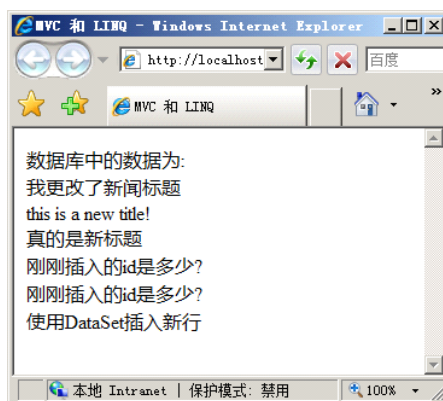 MVC 和 LINQ - Windows Internet Explorer
http://localhost
百度
MVC 和 LINQ
数据库中的数据为:
我更改了新闻标题
this is a new title!
真的是新标题
刚刚插入的id是多少?
刚刚插入的id是多少?
使用DataSet插入新行
本地 Intranet | 保护模式: 禁用
100%